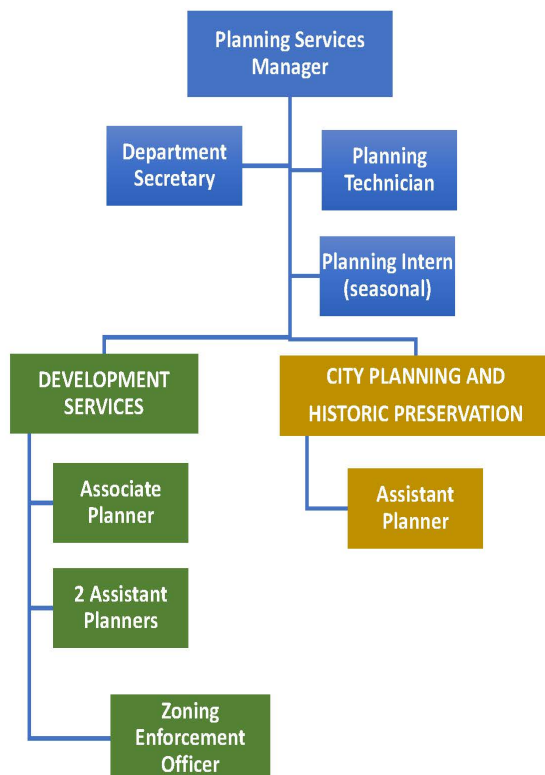 Planning Services
Manager
Department
Secretary
Planning
Technician
Planning Intern
(seasonal)
DEVELOPMENT
SERVICES
CITY PLANNING AND
HISTORIC PRESERVATION
Associate
Planner
Assistant
Planner
2 Assistant
Planners
Zoning
Enforcement
Officer